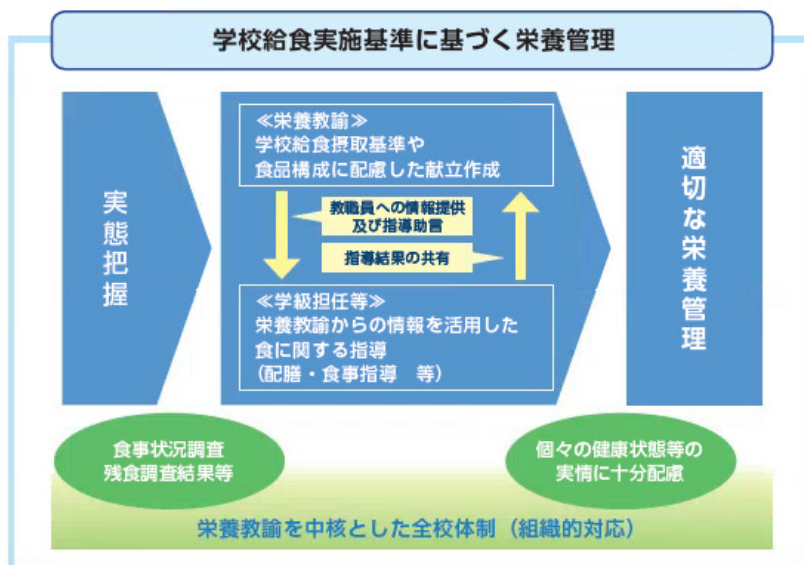 学校給食実施基準に基づく栄養管理
実態把握
≪栄養教諭≫
学校給食摂取基準や
食品構成に配慮した献立作成
教職員への情報提供
及び指導助言
指導結果の共有
≪学級担任等≫
栄養教諭からの情報を活用した
食に関する指導
(配膳・食事指導　等)
適切な栄養管理
食事状況調査
残食調査結果等
個々の健康状態等の
実情に十分配慮
栄養教諭を中核とした全校体制（組織的対応）